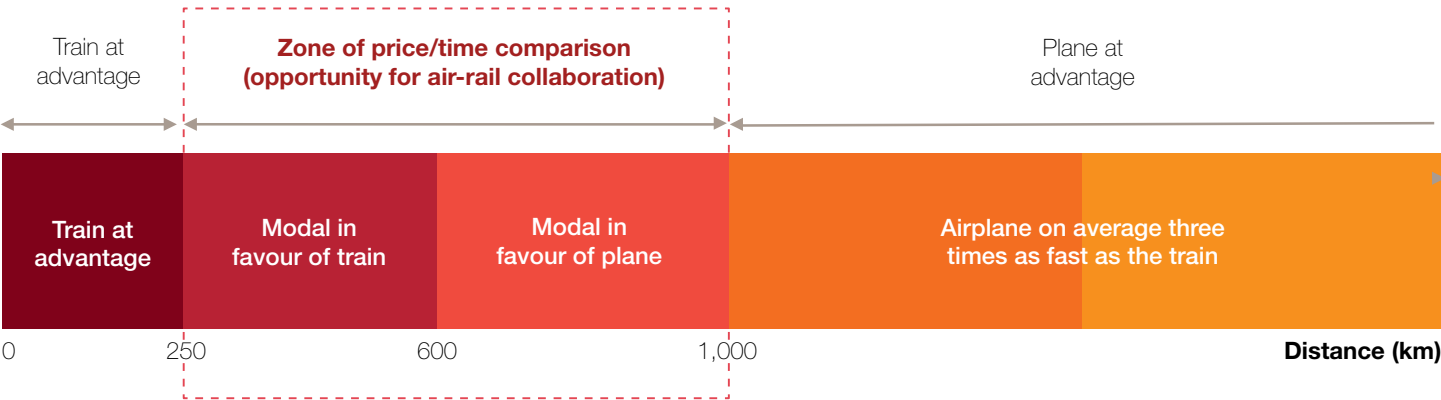 Train at
advantage
Zone of price/time comparison
(opportunity for air-rail collaboration)
Plane at
advantage
Train at
advantage
Modal in
favour of train
Modal in
favour of plane
Airplane on average three
times as fast as the train
0
250
600
1,000
Distance (km)